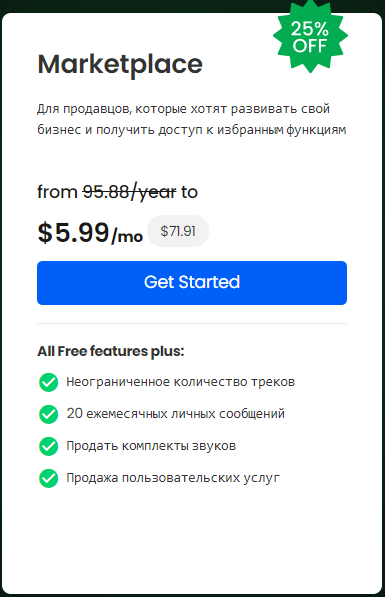 25%
OFF
Marketplace
Для продавцов, которые хотят развивать свой
бизнес и получить доступ к избранным функциям
from 95.88/year to
$5.99/mo $71.91
Get Started
All Free features plus:
Неограниченное количество треков
20 ежемесячных личных сообщений
Продать комплекты звуков
Продажа пользовательских услуг